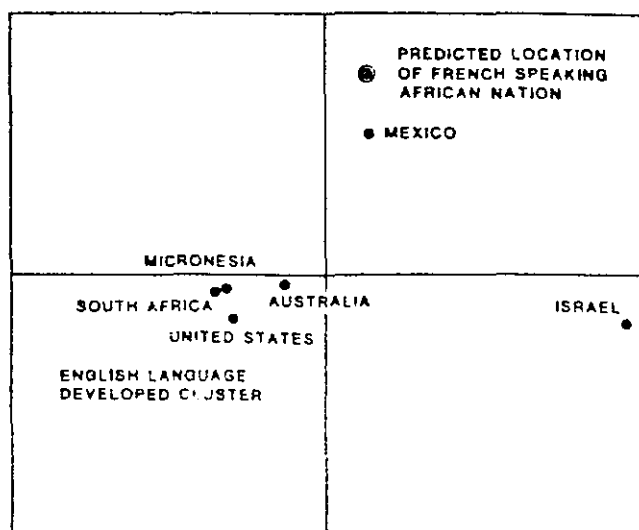 PREDICTED LOCATION
OF FRENCH SPEAKING
AFRICAN NATION
MEXICO
MICRONESIA
SOUTH AFRICA
AUSTRALIA
ISRAEL
UNITED STATES
ENGLISH LANGUAGE
DEVELOPED CLUSTER